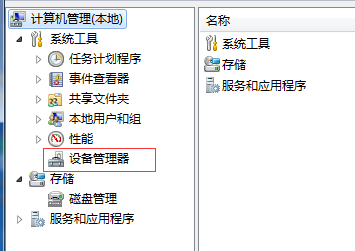 计算机管理(本地)
系统工具
任务计划程序
事件查看器
共享文件夹
本地用户和组
性能
设备管理器
存储
磁盘管理
服务和应用程序
名称
系统工具
存储
服务和应用程序